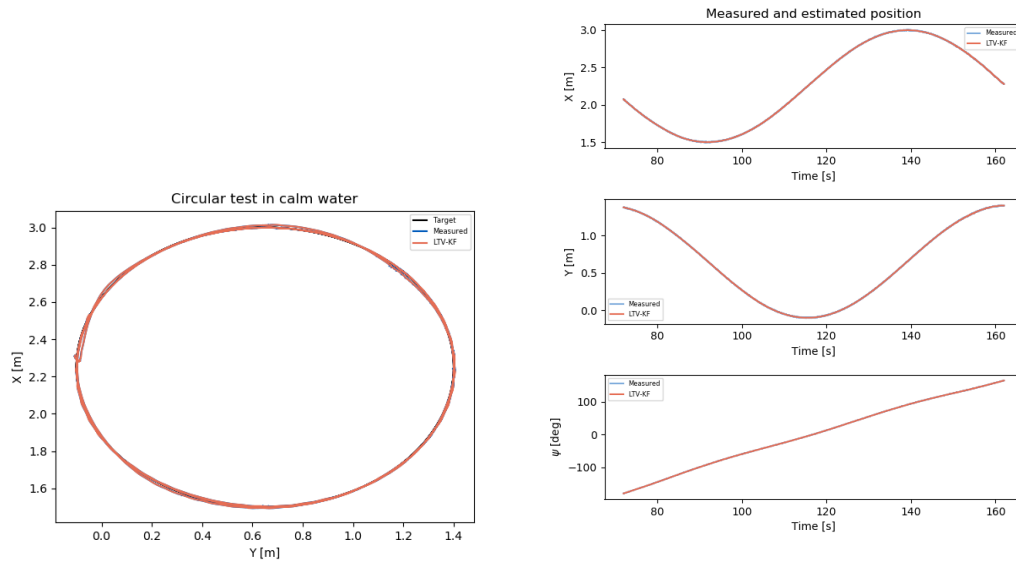 Circular test in calm water
Target
Measured
LTV-KF
3.0
2.8
2.6
2.4
2.2
2.0
1.8
1.6
X [m]
0.0 0.2 0.4 0.6 0.8 1.0 1.2 1.4
Y [m]
Measured and estimated position
Measured
LTV-KF
3.0
2.5
2.0
1.5
X [m]
80 100 120 140 160
Time [s]
Measured
LTV-KF
1.0
0.5
0.0
Y [m]
80 100 120 140 160
Time [s]
Measured
LTV-KF
100
0
−100
ψ [deg]
80 100 120 140 160
Time [s]